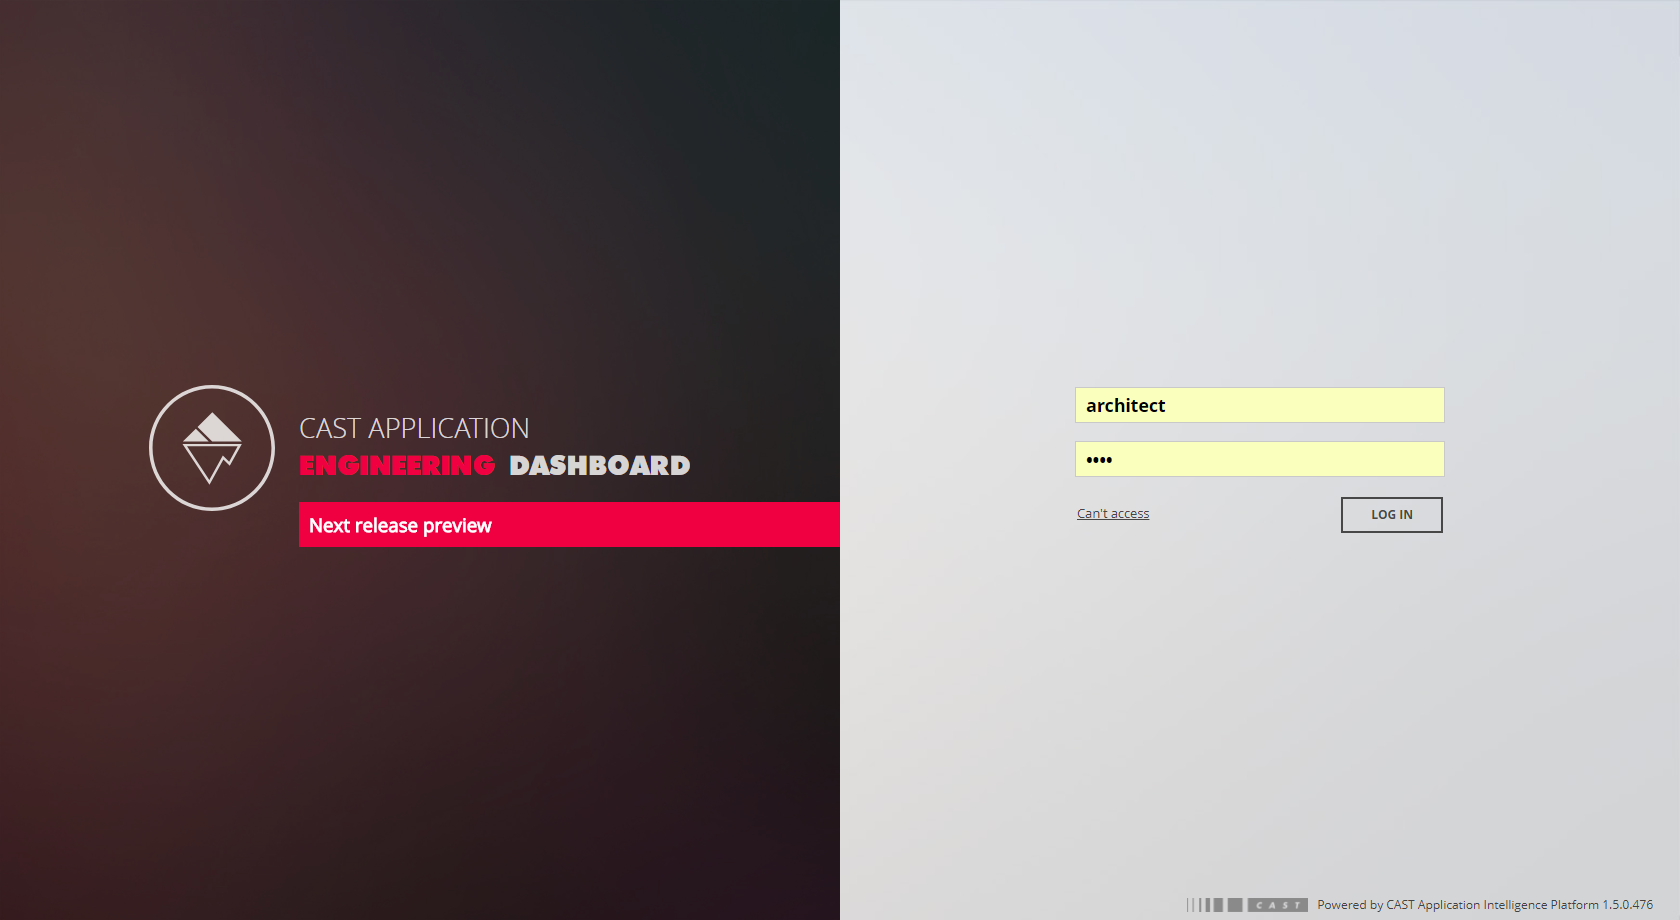 CAST APPLICATION
ENGINEERING DASHBOARD
Next release preview
architect
••••
Can't access
LOG IN
CAST Powered by CAST Application Intelligence Platform 1.5.0.476